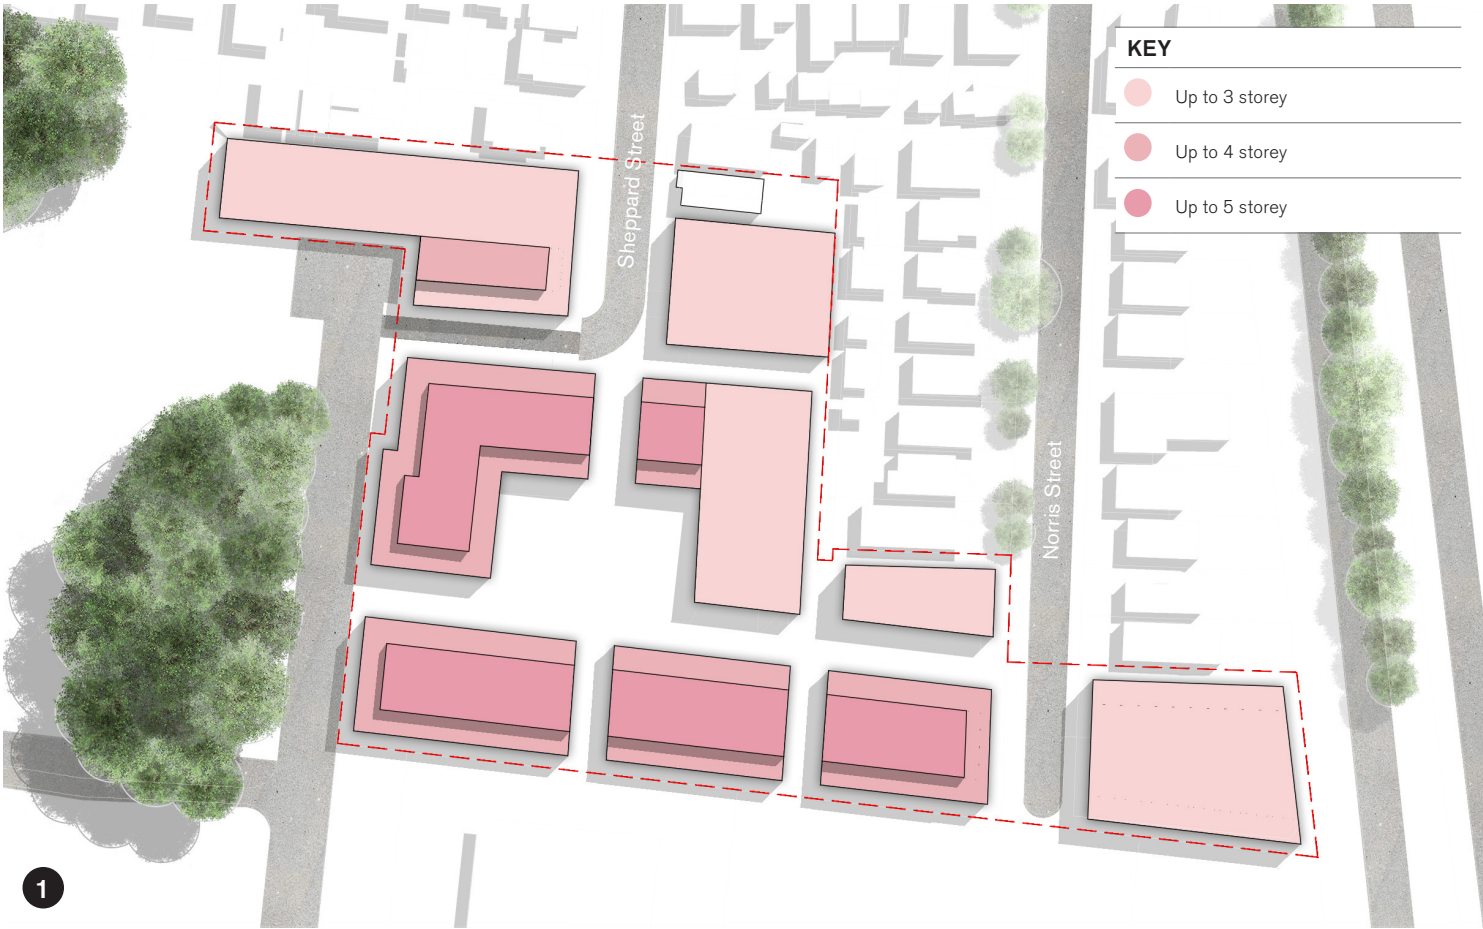 KEY
Up to 3 storey
Up to 4 storey
Up to 5 storey
Sheppard Street
Norris Street
1